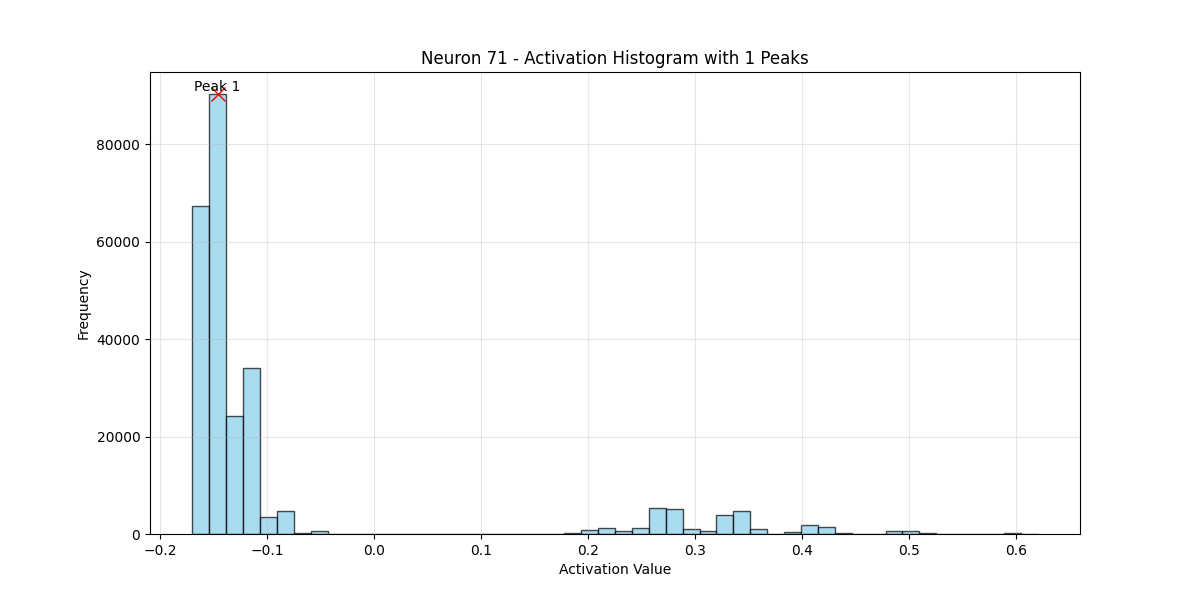 Neuron 71 - Activation Histogram with 1 Peaks
Peak 1
80000
60000
40000
20000
0
Frequency
−0.2 −0.1 0.0 0.1 0.2 0.3 0.4 0.5 0.6
Activation Value